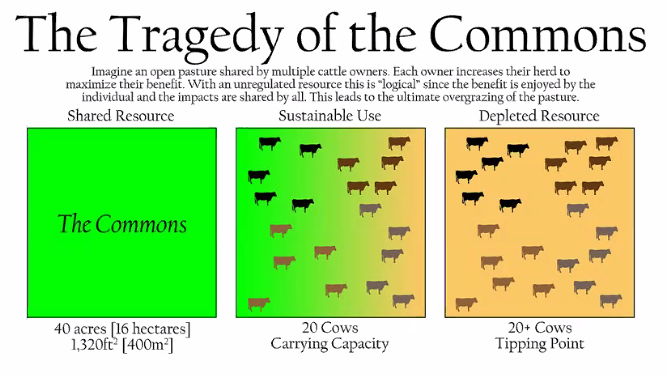 The Tragedy of the Commons
Imagine an open pasture shared by multiple cattle owners. Each owner increases their herd to
maximize their benefit. With an unregulated resource this is "logical" since the benefit is enjoyed by the
individual and the impacts are shared by all. This leads to the ultimate overgrazing of the pasture.
Shared Resource
Sustainable Use
Depleted Resource
The Commons
40 acres [16 hectares]
1,320ft² [400m²]
20 Cows
Carrying Capacity
20+ Cows
Tipping Point